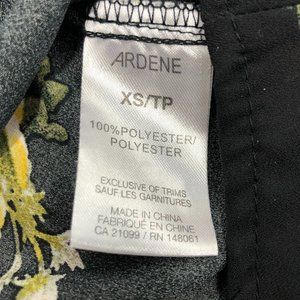 ARDENE
XS/TP
100%POLYESTER/
POLYESTER
EXCLUSIVE OF TRIMS
SAUF LES GARNITURES
MADE IN CHINA
FABRIQUÉ EN CHINE
CA 21099 / RN 148061